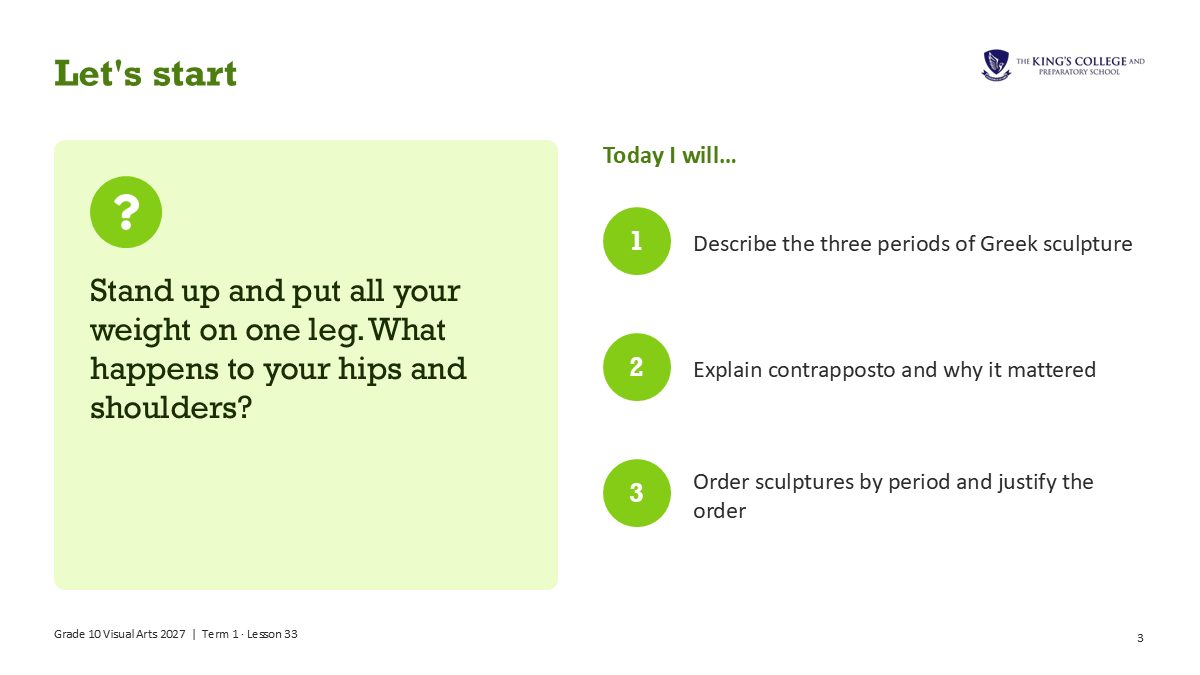 Let's start
THE KING'S COLLEGE AND
PREPARATORY SCHOOL
?
Stand up and put all your
weight on one leg. What
happens to your hips and
shoulders?
Today I will...
1
Describe the three periods of Greek sculpture
2
Explain contrapposto and why it mattered
3
Order sculptures by period and justify the
order
Grade 10 Visual Arts 2027 | Term 1 · Lesson 33
3